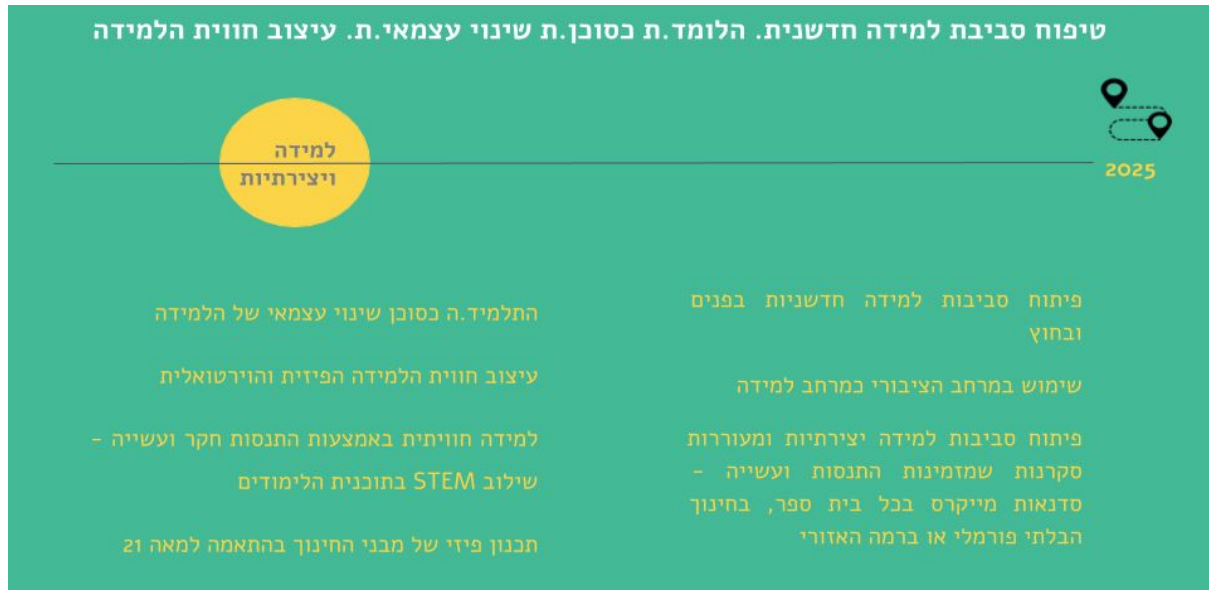 טיפוח סביבת למידה חדשנית. הלומד.ת כסוכן.ת שינוי עצמאי.ת. עיצוב חווית הלמידה
2025
למידה
ויצירתיות
פיתוח סביבות למידה חדשניות בפנים
ובחוץ
שימוש במרחב הציבורי כמרחב למידה
פיתוח סביבות למידה יצירתיות ומעוררות
סקרנות שמזמינות התנסות ועשייה -
סדנאות מייקרס בכל בית ספר, בחינוך
הבלתי פורמלי או ברמה האזורי
התלמיד.ה כסוכן שינוי עצמאי של הלמידה
עיצוב חווית הלמידה הפיזית והוירטואלית
למידה חוויתית באמצעות התנסות חקר ועשייה -
שילוב STEM בתוכנית הלימודים
תכנון פיזי של מבני החינוך בהתאמה למאה 21